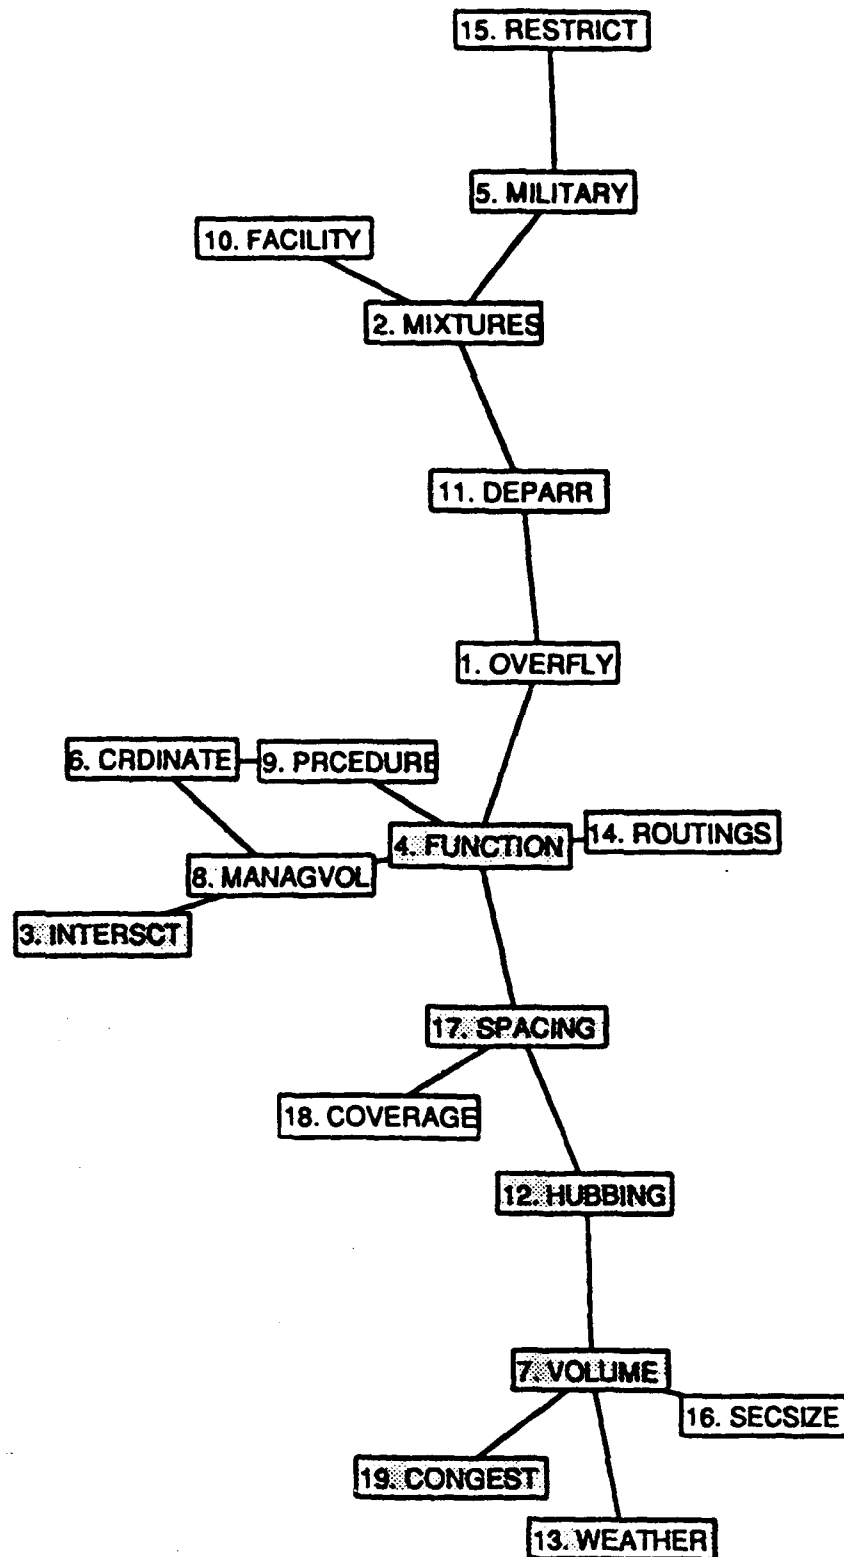 15. RESTRICT
5. MILITARY
10. FACILITY
2. MIXTURES
11. DEPARR
1. OVERFLY
6. CRDINATE
9. PRCEDURE
4. FUNCTION
14. ROUTINGS
8. MANAGVOL
3. INTERSCT
17. SPACING
18. COVERAGE
12. HUBBING
7. VOLUME
16. SECSIZE
19. CONGEST
13. WEATHER